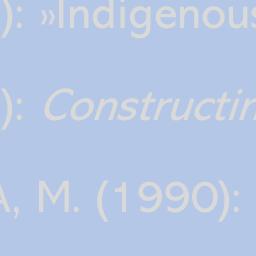 ): »Indigenous
): Constructin
A, M. (1990):